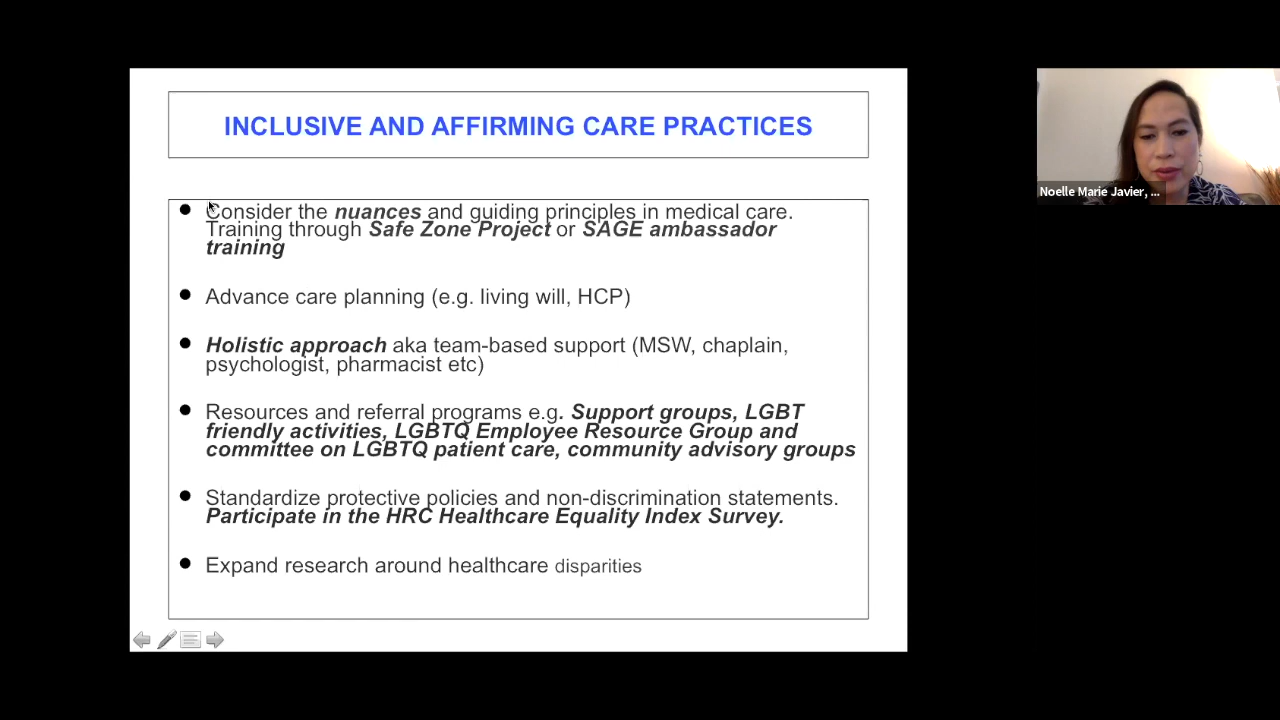 INCLUSIVE AND AFFIRMING CARE PRACTICES
Consider the nuances and guiding principles in medical care.
Training through Safe Zone Project or SAGE ambassador
training
Advance care planning (e.g. living will, HCP)
Holistic approach aka team-based support (MSW, chaplain,
psychologist, pharmacist etc)
Resources and referral programs e.g. Support groups, LGBT
friendly activities, LGBTQ Employee Resource Group and
committee on LGBTQ patient care, community advisory groups
Standardize protective policies and non-discrimination statements.
Participate in the HRC Healthcare Equality Index Survey.
Expand research around healthcare disparities
Noelle Marie Javier, ...